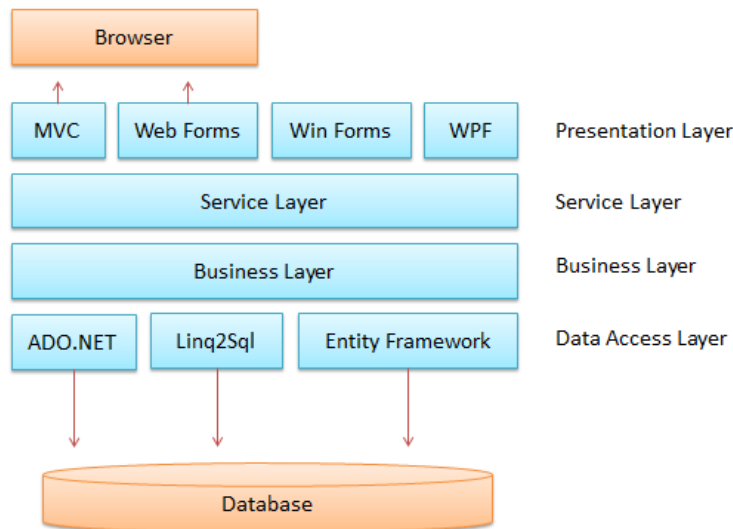 Browser
MVC Web Forms Win Forms WPF Presentation Layer
Service Layer Service Layer
Business Layer Business Layer
ADO.NET Linq2Sql Entity Framework Data Access Layer
Database